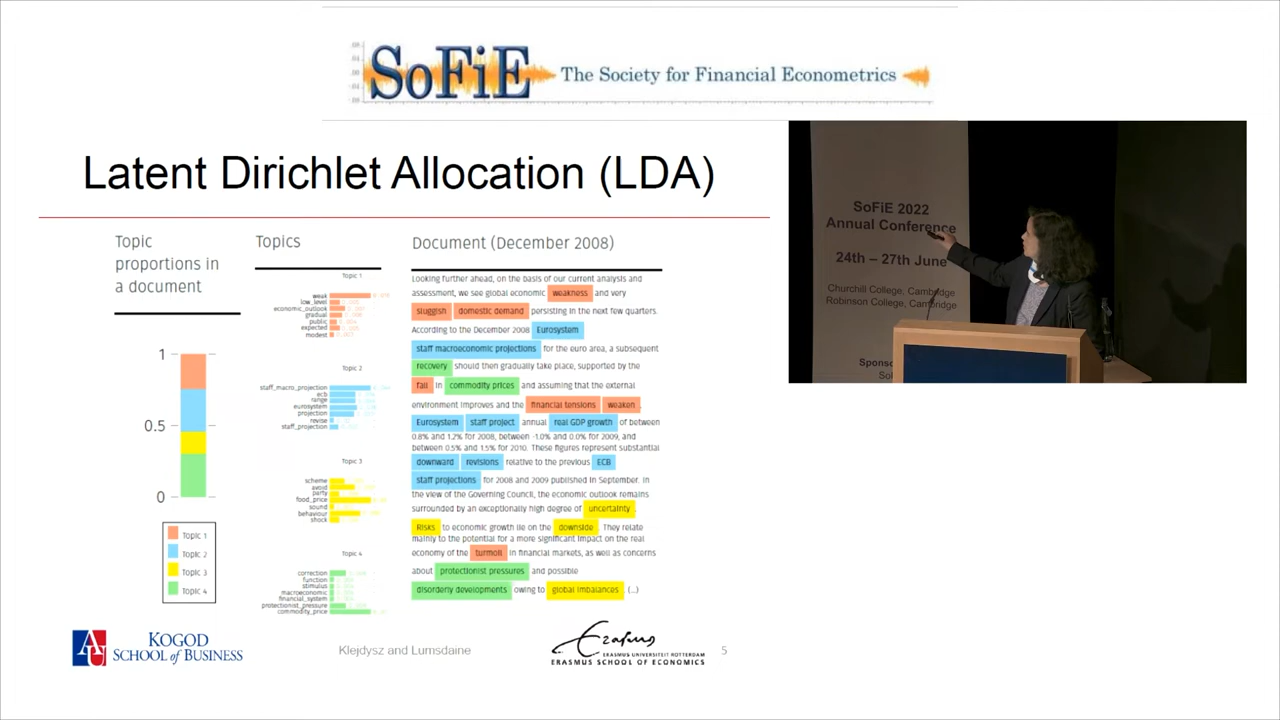 SoFiE
The Society for Financial Econometrics
Latent Dirichlet Allocation (LDA)
Topic
proportions in
a document
1
0.5
0
Topic 1
Topic 2
Topic 3
Topic 4
Topics
Topic 1
weak
low_level
economic_outlook
gradual
public
expected
modest
Topic 2
staff_macro_projection
ecb
range
eurosystem
projection
revise
staff_projection
Topic 3
scheme
avoid
party
food_price
sound
behaviour
shock
Topic 4
correction
function
stimulus
macroeconomic
financial_system
protectionist_pressure
commodity_price
Document (December 2008)
Looking further ahead, on the basis of our current analysis and
assessment, we see global economic weakness and very
sluggish domestic demand persisting in the next few quarters.
According to the December 2008 Eurosystem
staff macroeconomic projections for the euro area, a subsequent
recovery should then gradually take place, supported by the
fall in commodity prices and assuming that the external
environment improves and the financial tensions weaken.
Eurosystem staff project annual real GDP growth of between
0.8% and 1.2% for 2008, between -1.0% and 0.0% for 2009, and
between 0.5% and 1.5% for 2010. These figures represent substantial
downward revisions relative to the previous ECB
staff projections for 2008 and 2009 published in September. In
the view of the Governing Council, the economic outlook remains
surrounded by an exceptionally high degree of uncertainty.
Risks to economic growth lie on the downside. They relate
mainly to the potential for a more significant impact on the real
economy of the turmoil in financial markets, as well as concerns
about protectionist pressures and possible
disorderly developments owing to global imbalances. (...)
KOGOD
SCHOOL of BUSINESS
Klejdysz and Lumsdaine
Erasmus
ERASMUS UNIVERSITEIT ROTTERDAM
ERASMUS SCHOOL OF ECONOMICS
5
SoFiE 2022
Annual Conference
24th – 27th June
Churchill College, Cambridge
Robinson College, Cambridge